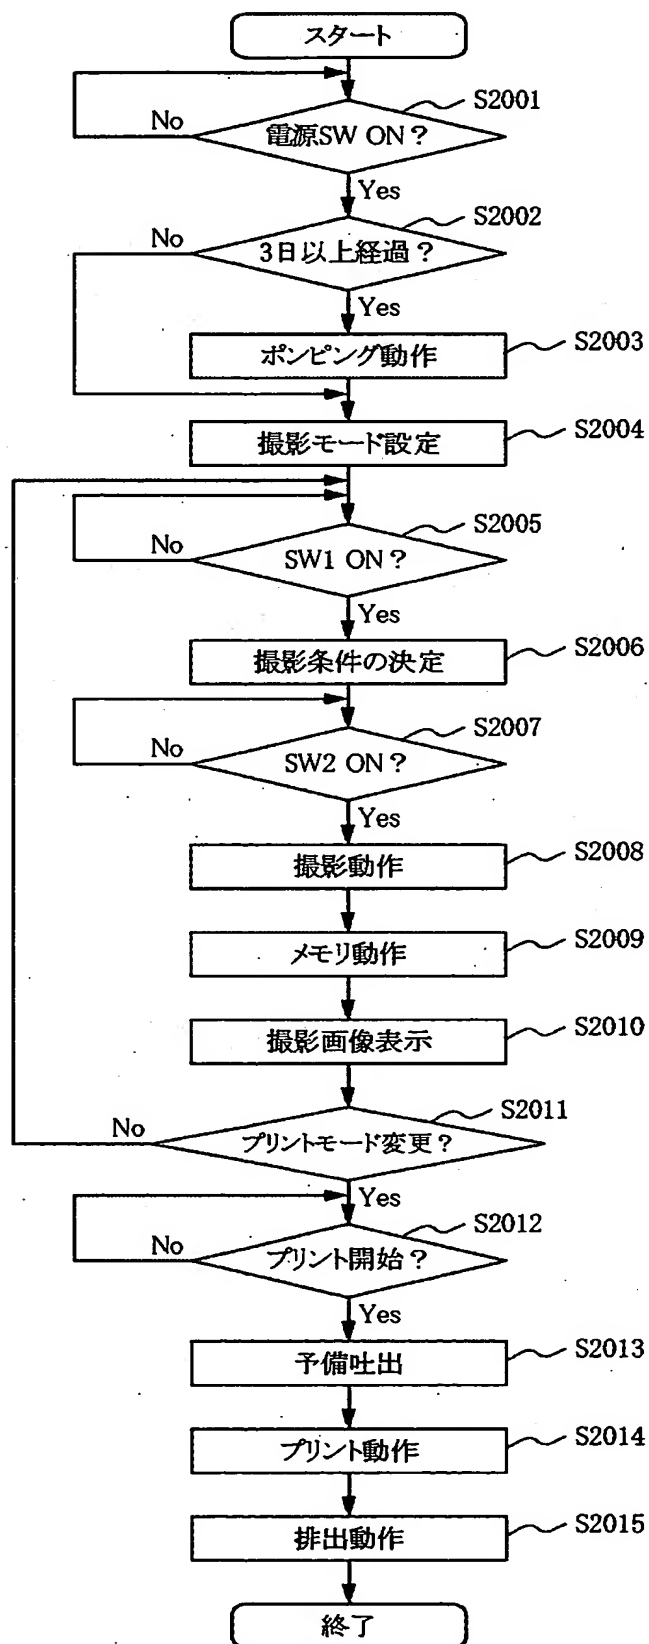 スタート
S2001
電源SW ON？
No
Yes
S2002
3日以上経過？
No
Yes
ポンピング動作
S2003
撮影モード設定
S2004
S2005
SW1 ON？
No
Yes
撮影条件の決定
S2006
S2007
SW2 ON？
No
Yes
撮影動作
S2008
メモリ動作
S2009
撮影画像表示
S2010
S2011
プリントモード変更？
No
Yes
S2012
プリント開始？
No
Yes
予備吐出
S2013
プリント動作
S2014
排出動作
S2015
終了